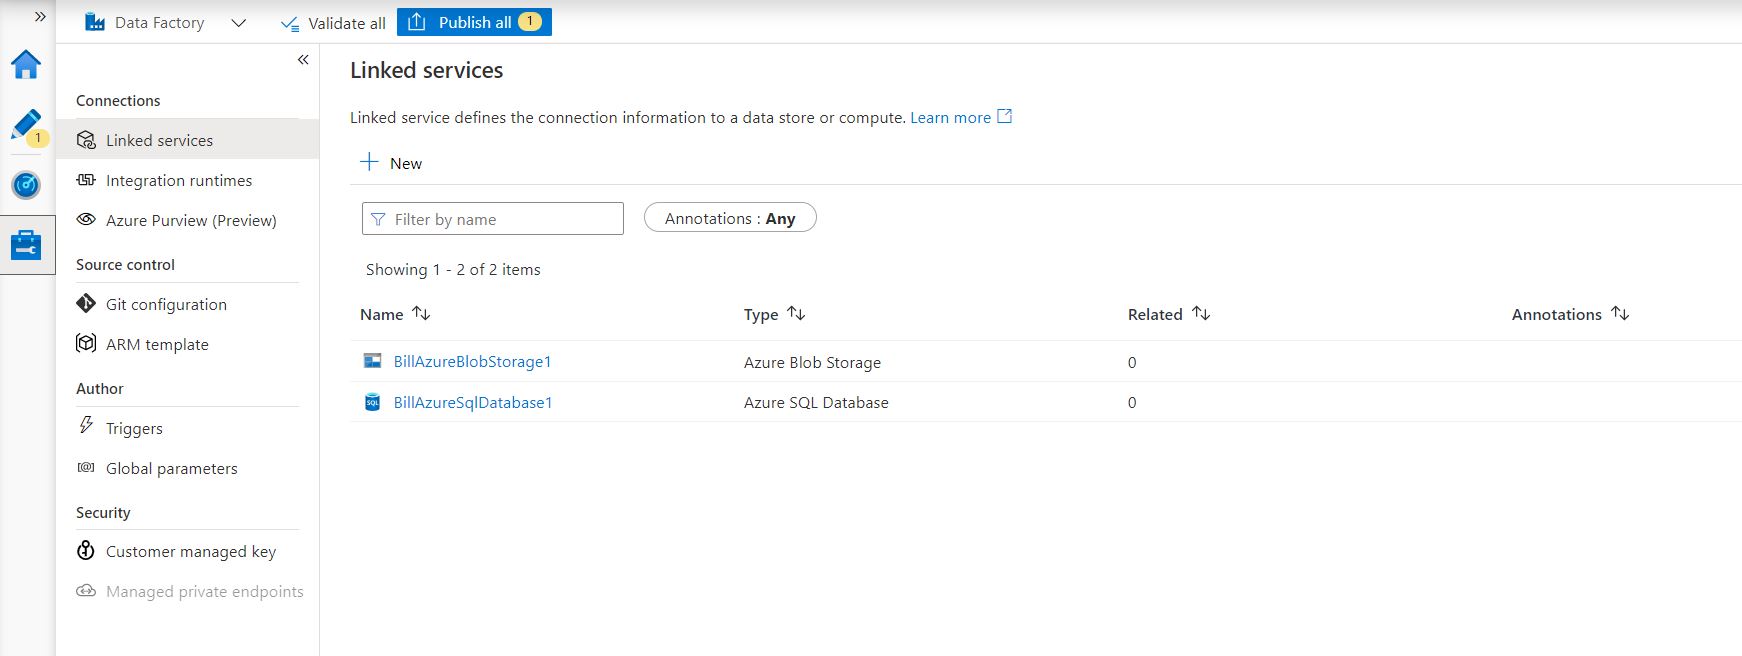 Data Factory Validate all Publish all 1
Connections
Linked services
1
Integration runtimes
Azure Purview (Preview)
Source control
Git configuration
ARM template
Author
Triggers
Global parameters
Security
Customer managed key
Managed private endpoints
Linked services
Linked service defines the connection information to a data store or compute. Learn more
New
Filter by name Annotations : Any
Showing 1 - 2 of 2 items
Name Type Related Annotations
BillAzureBlobStorage1 Azure Blob Storage 0
SQL BillAzureSqlDatabase1 Azure SQL Database 0